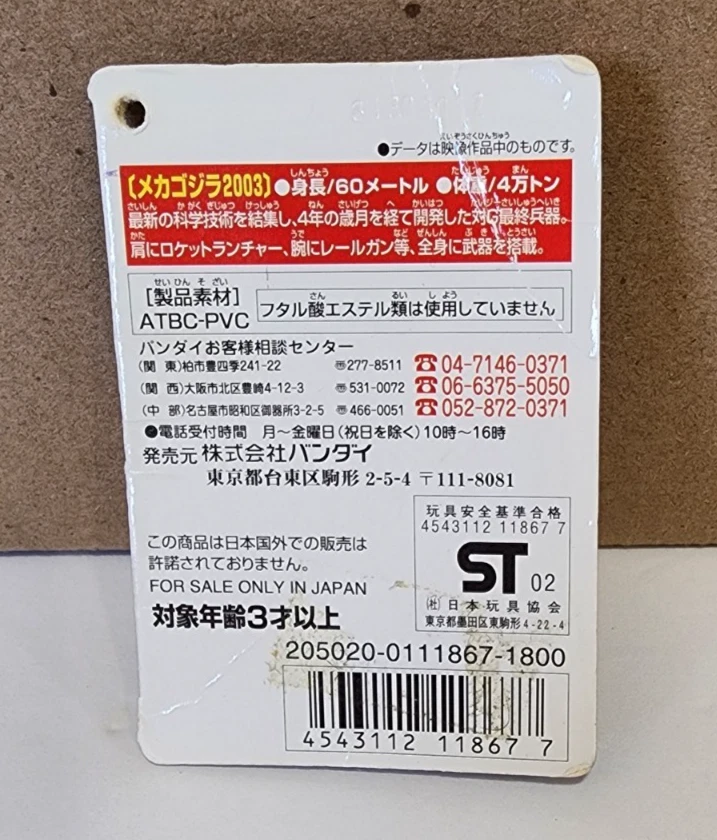 ●データは映像作品中のものです。
〔メカゴジラ2003〕●身長/60メートル ●体重/4万トン
最新の科学技術を結集し、4年の歳月を経て開発した対G最終兵器。
肩にロケットランチャー、腕にレールガン等、全身に武器を搭載。
[製品素材]
ATBC-PVC
フタル酸エステル類は使用していません
バンダイお客様相談センター
(関 東)柏市豊四季241-22 〠277-8511 ☎04-7146-0371
(関 西)大阪市北区豊崎4-12-3 〠531-0072 ☎06-6375-5050
(中 部)名古屋市昭和区御器所3-2-5 〠466-0051 ☎052-872-0371
●電話受付時間 月～金曜日(祝日を除く)10時～16時
発売元 株式会社バンダイ
東京都台東区駒形 2-5-4 〒111-8081
この商品は日本国外での販売は
許諾されておりません。
FOR SALE ONLY IN JAPAN
対象年齢3才以上
玩具安全基準合格
4543112 11867 7
ST 02
(社)日本玩具協会
東京都墨田区東駒形4-22-4
205020-0111867-1800
4543112 118677